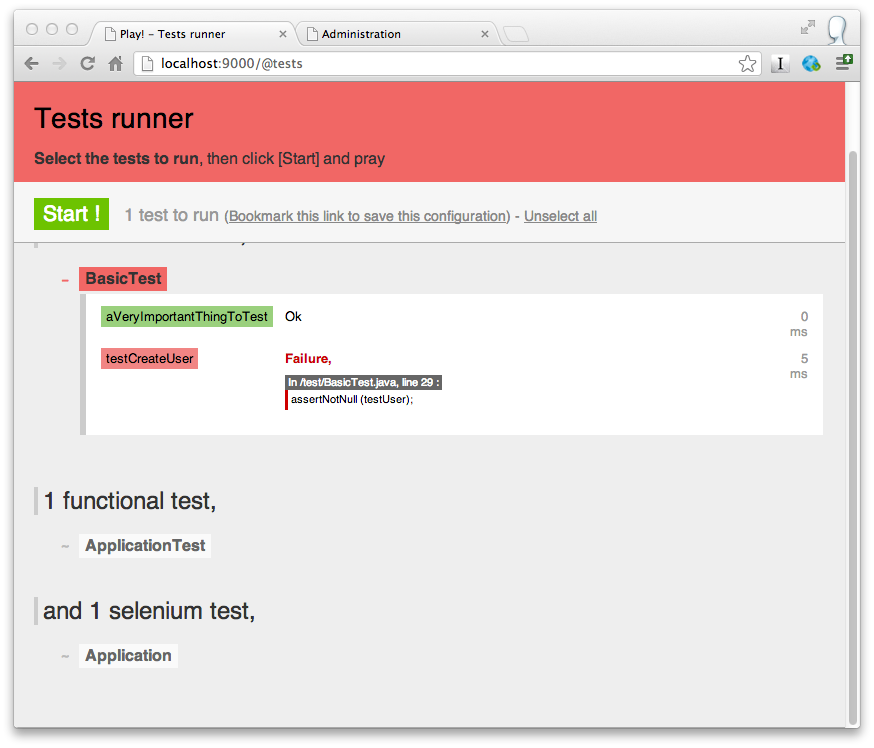 Play! – Tests runner
Administration
localhost:9000/@tests
Tests runner
Select the tests to run, then click [Start] and pray
Start ! 1 test to run (Bookmark this link to save this configuration) - Unselect all
– BasicTest
aVeryImportantThingToTest Ok 0 ms
testCreateUser Failure, 5 ms
In /test/BasicTest.java, line 29 :
assertNotNull (testUser);
1 functional test,
~ ApplicationTest
and 1 selenium test,
~ Application